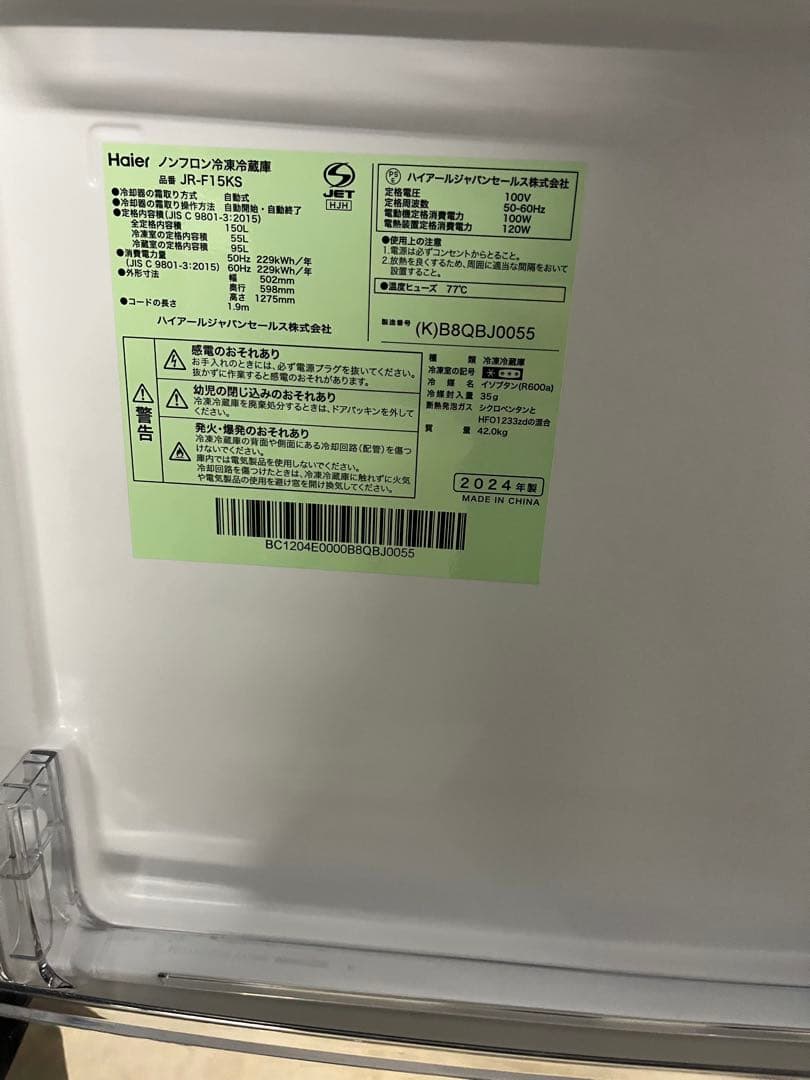 Haier ノンフロン冷凍冷蔵庫
品番 JR-F15KS
JET
HJH
●冷却器の霜取り方式 自動式
●冷却器の霜取り操作方法 自動開始・自動終了
●定格内容積(JIS C 9801-3:2015)
全定格内容積 150L
冷凍室の定格内容積 55L
冷蔵室の定格内容積 95L
●消費電力量 50Hz 229kWh/年
(JIS C 9801-3:2015) 60Hz 229kWh/年
●外形寸法 幅 502mm
奥行 598mm
高さ 1275mm
●コードの長さ 1.9m
ハイアールジャパンセールス株式会社
PSE ハイアールジャパンセールス株式会社
定格電圧 100V
定格周波数 50-60Hz
電動機定格消費電力 100W
電熱装置定格消費電力 120W
●使用上の注意
1.電源は必ずコンセントからとること。
2.放熱を良くするため、周囲に適当な間隔をおいて
設置すること。
●温度ヒューズ 77℃
製造番号 (K)B8QBJ0055
警告
感電のおそれあり
お手入れのときには、必ず電源プラグを抜いてください。
抜かずに作業すると感電のおそれがあります。
幼児の閉じ込めのおそれあり
冷凍冷蔵庫を廃棄処分するときは、ドアパッキンを外して
ください。
発火・爆発のおそれあり
冷凍冷蔵庫の背面や側面にある冷却回路(配管)を傷つ
けないでください。
庫内では電気製品を使用しないでください。
冷却回路を傷つけたときは、冷凍冷蔵庫に触れずに火気
や電気製品の使用を避け窓を開け換気してください。
種類 冷凍冷蔵庫
冷凍室の記号
冷媒名 イソブタン(R600a)
冷媒封入量 35g
断熱発泡ガス シクロペンタンと
HFO1233zdの混合
質量 42.0kg
2024年製
MADE IN CHINA
BC1204E0000B8QBJ0055